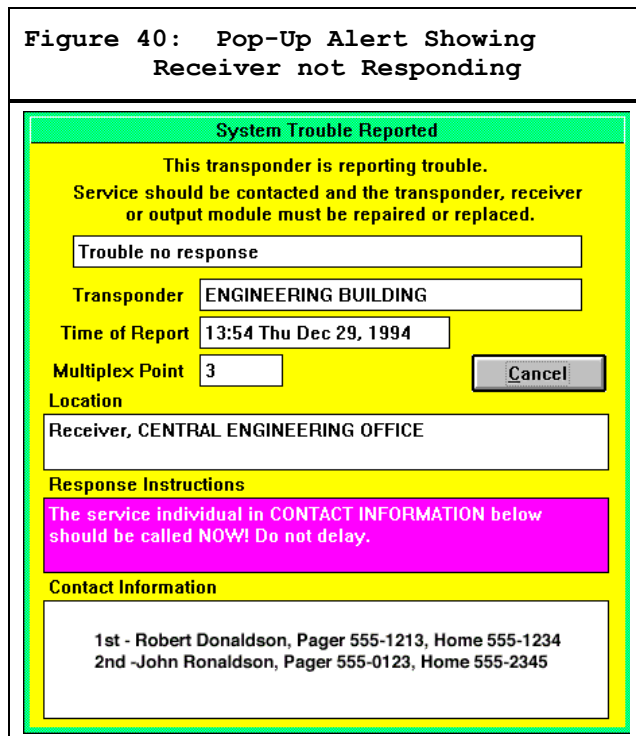 Figure 40: Pop-Up Alert Showing
Receiver not Responding
System Trouble Reported
This transponder is reporting trouble.
Service should be contacted and the transponder, receiver
or output module must be repaired or replaced.
Trouble no response
Transponder ENGINEERING BUILDING
Time of Report 13:54 Thu Dec 29, 1994
Multiplex Point 3 Cancel
Location
Receiver, CENTRAL ENGINEERING OFFICE
Response Instructions
The service individual in CONTACT INFORMATION below
should be called NOW! Do not delay.
Contact Information
1st - Robert Donaldson, Pager 555-1213, Home 555-1234
2nd -John Ronaldson, Pager 555-0123, Home 555-2345